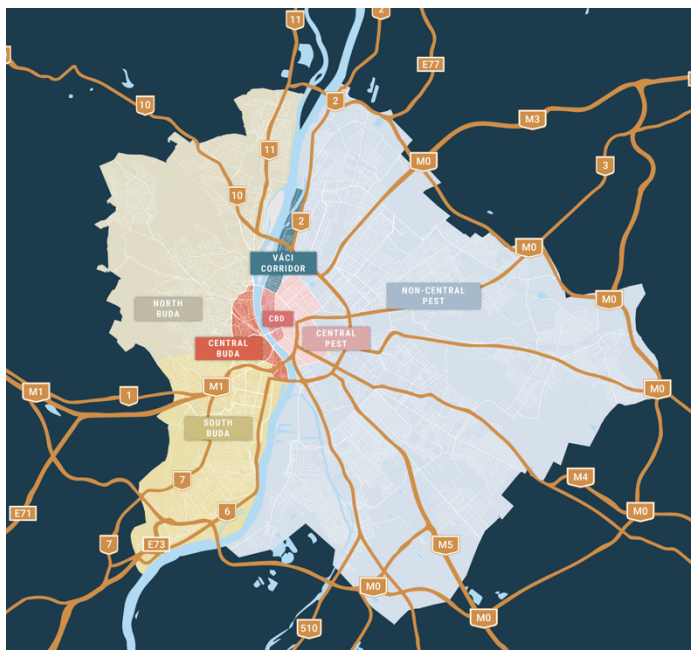 11
2
E77
10
2
M3
11
M0
3
10
2
M0
VÁCI
CORRIDOR
NON-CENTRAL
PEST
M0
NORTH
BUDA
CBD
CENTRAL
BUDA
CENTRAL
PEST
M1
1
M1
M0
SOUTH
BUDA
7
M4
6
M0
E71
7
E73
M5
M0
M0
510